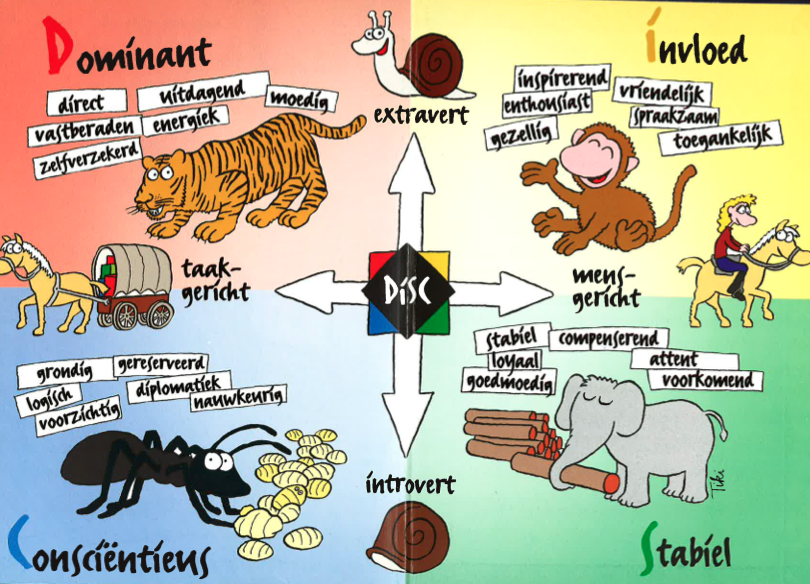 Dominant
direct
uitdagend
moedig
vastberaden
energiek
zelfverzekerd
extravert
invloed
inspirerend
vriendelijk
enthousiast
spraakzaam
gezellig
toegankelijk
taak-
gericht
DiSC
mens-
gericht
grondig
gereserveerd
logisch
diplomatiek
voorzichtig
nauwkeurig
Consciëntieus
introvert
stabiel
compenserend
loyaal
attent
goedmoedig
voorkomend
Tiki
Stabiel